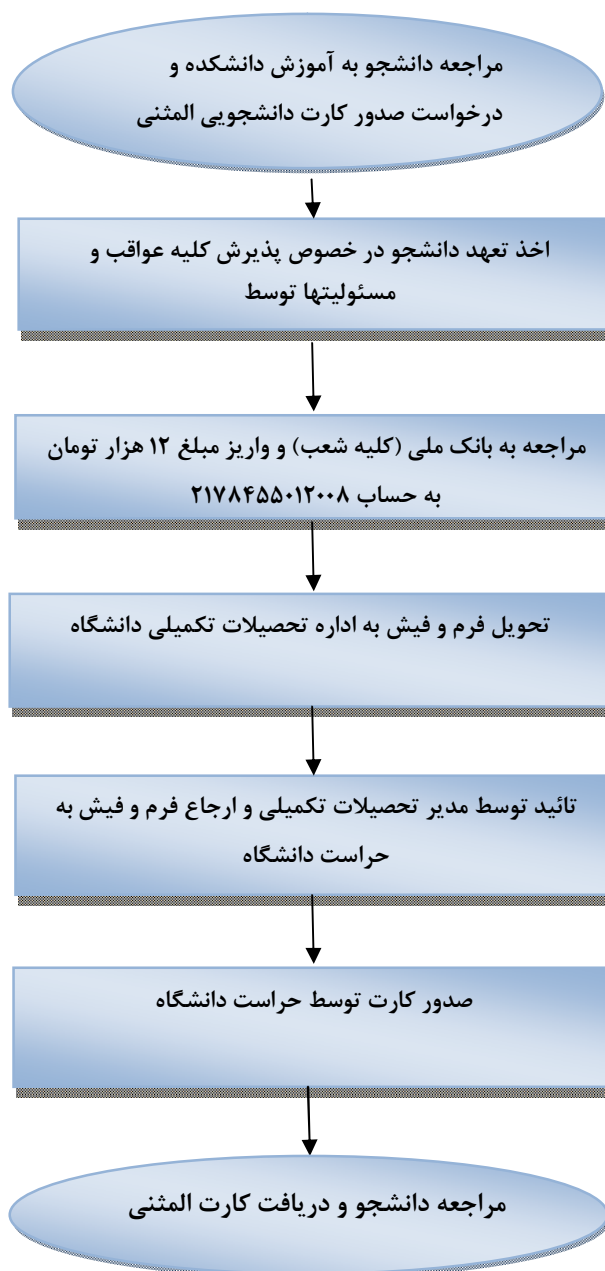 مراجعه دانشجو به آموزش دانشکده و
درخواست صدور کارت دانشجویی المثنی
اخذ تعهد دانشجو در خصوص پذیرش کلیه عواقب و
مسئولیتها توسط
مراجعه به بانک ملی (کلیه شعب) و واریز مبلغ ۱۲ هزار تومان
به حساب ۲۱۷۸۴۵۵۰۱۲۰۰۸
تحویل فرم و فیش به اداره تحصیلات تکمیلی دانشگاه
تائید توسط مدیر تحصیلات تکمیلی و ارجاع فرم و فیش به
حراست دانشگاه
صدور کارت توسط حراست دانشگاه
مراجعه دانشجو و دریافت کارت المثنی